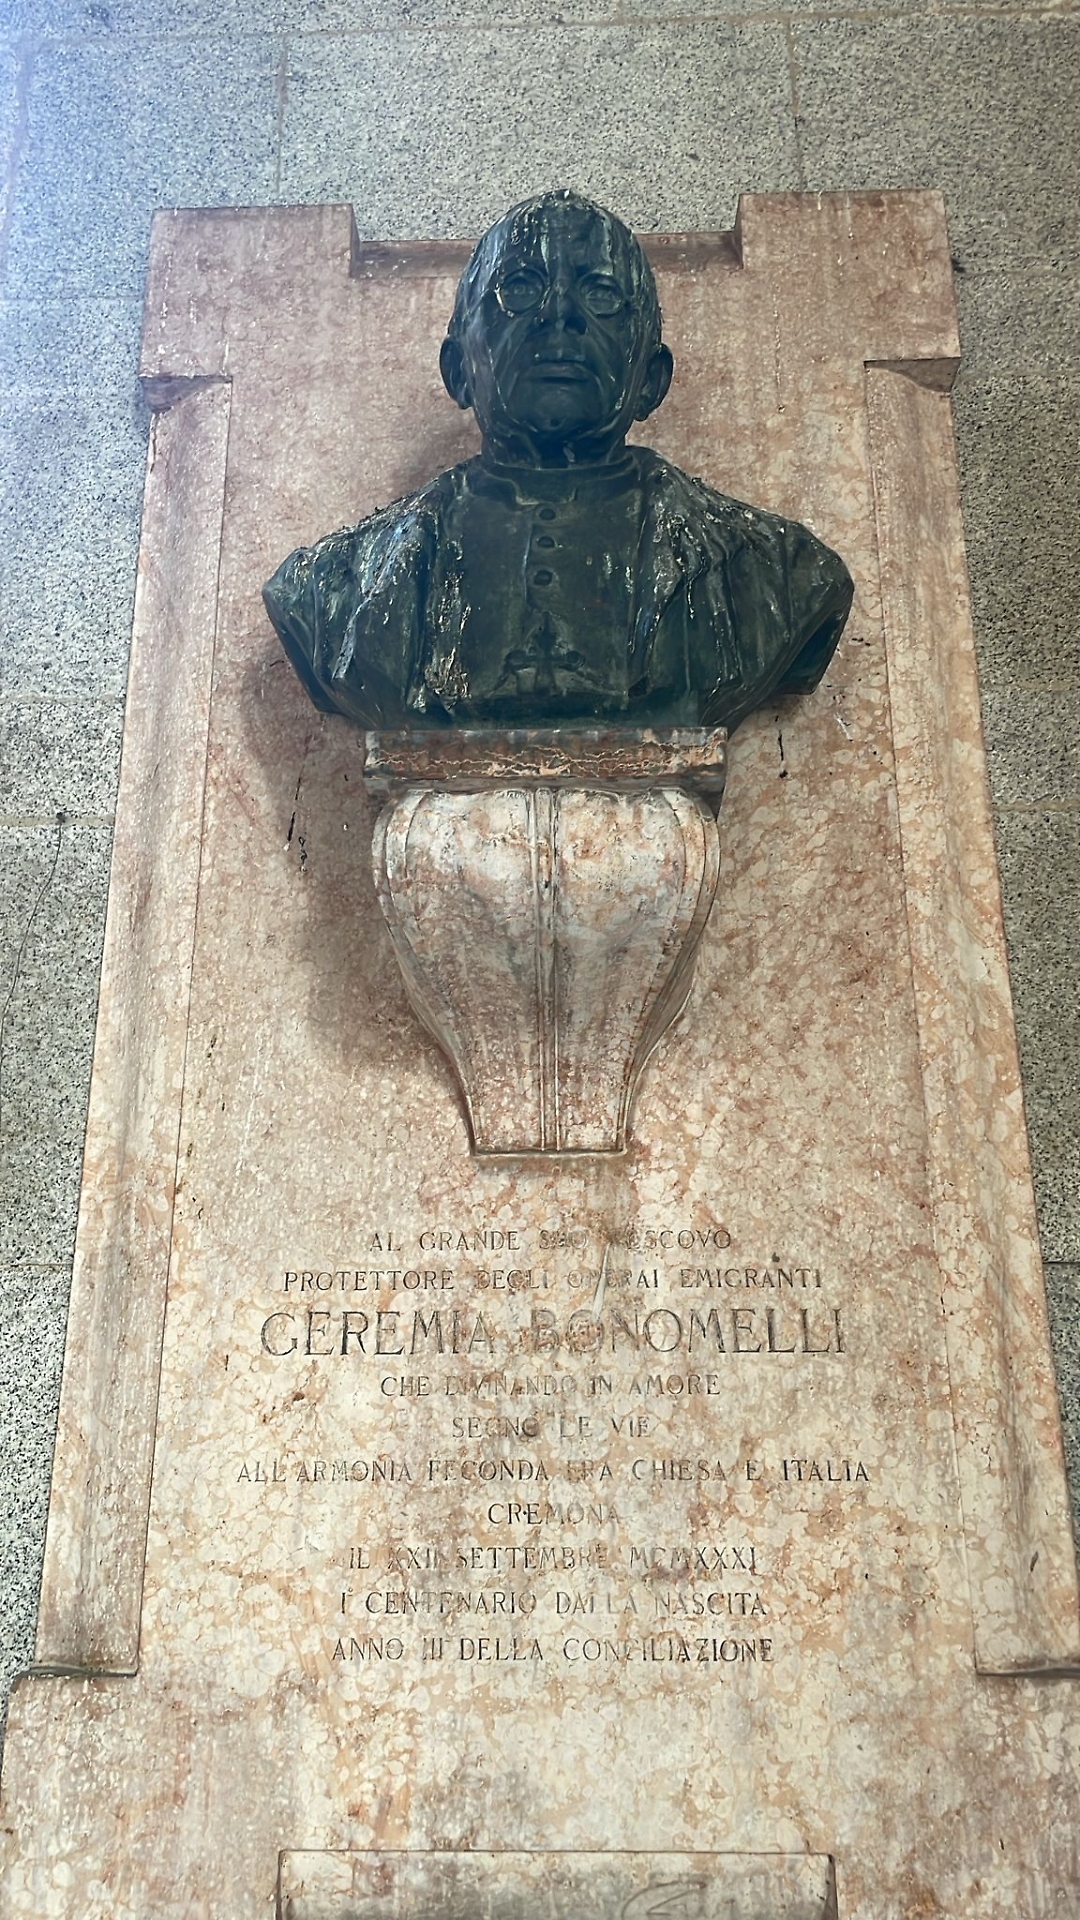 AL GRANDE SUO VESCOVO
PROTETTORE DEGLI OPERAI EMIGRANTI
GEREMIA BONOMELLI
CHE DIVINANDO IN AMORE
SEGNÒ LE VIE
ALL'ARMONIA FECONDA FRA CHIESA E ITALIA
CREMONA
IL XXII SETTEMBRE MCMXXXI
I° CENTENARIO DALLA NASCITA
ANNO III DELLA CONCILIAZIONE